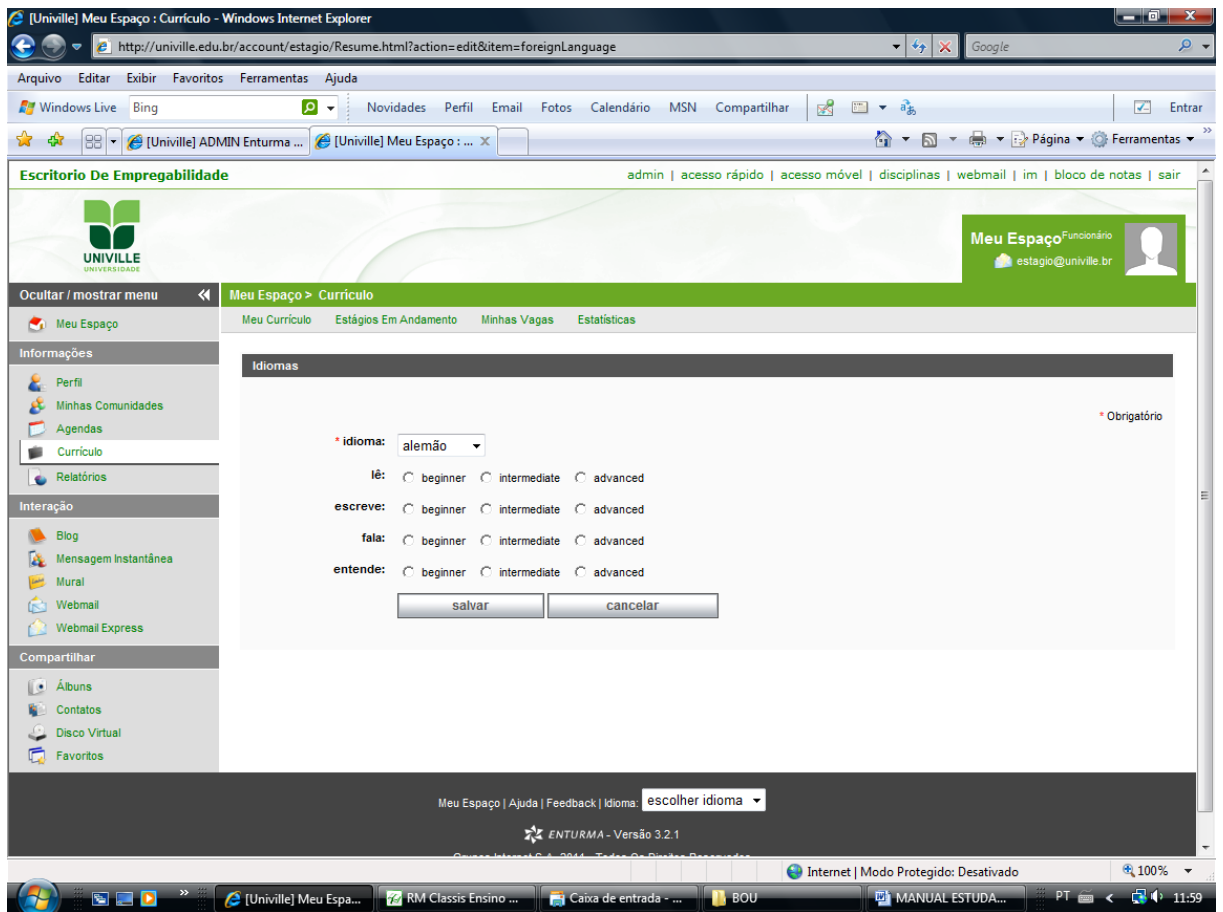 [Univille] Meu Espaço : Currículo - Windows Internet Explorer
http://univille.edu.br/account/estagio/Resume.html?action=edit&item=foreignLanguage
Google
Arquivo Editar Exibir Favoritos Ferramentas Ajuda
Windows Live Bing Novidades Perfil Email Fotos Calendário MSN Compartilhar Entrar
[Univille] ADMIN Enturma ... [Univille] Meu Espaço : ... Página Ferramentas
Escritorio De Empregabilidade
admin | acesso rápido | acesso móvel | disciplinas | webmail | im | bloco de notas | sair
UNIVILLE
UNIVERSIDADE
Meu Espaço Funcionário
estagio@univille.br
Ocultar / mostrar menu
Meu Espaço > Curriculo
Meu Espaço
Meu Currículo Estágios Em Andamento Minhas Vagas Estatísticas
Informações
Perfil
Minhas Comunidades
Agendas
Currículo
Relatórios
Interação
Blog
Mensagem Instantânea
Mural
Webmail
Webmail Express
Compartilhar
Álbuns
Contatos
Disco Virtual
Favoritos
Idiomas
* Obrigatório
* idioma: alemão
lê: beginner intermediate advanced
escreve: beginner intermediate advanced
fala: beginner intermediate advanced
entende: beginner intermediate advanced
salvar cancelar
Meu Espaço | Ajuda | Feedback | Idioma: escolher idioma
ENTURMA - Versão 3.2.1
Internet | Modo Protegido: Desativado 100%
[Univille] Meu Espa... RM Classis Ensino ... Caixa de entrada - ... BOU MANUAL ESTUDA... PT 11:59